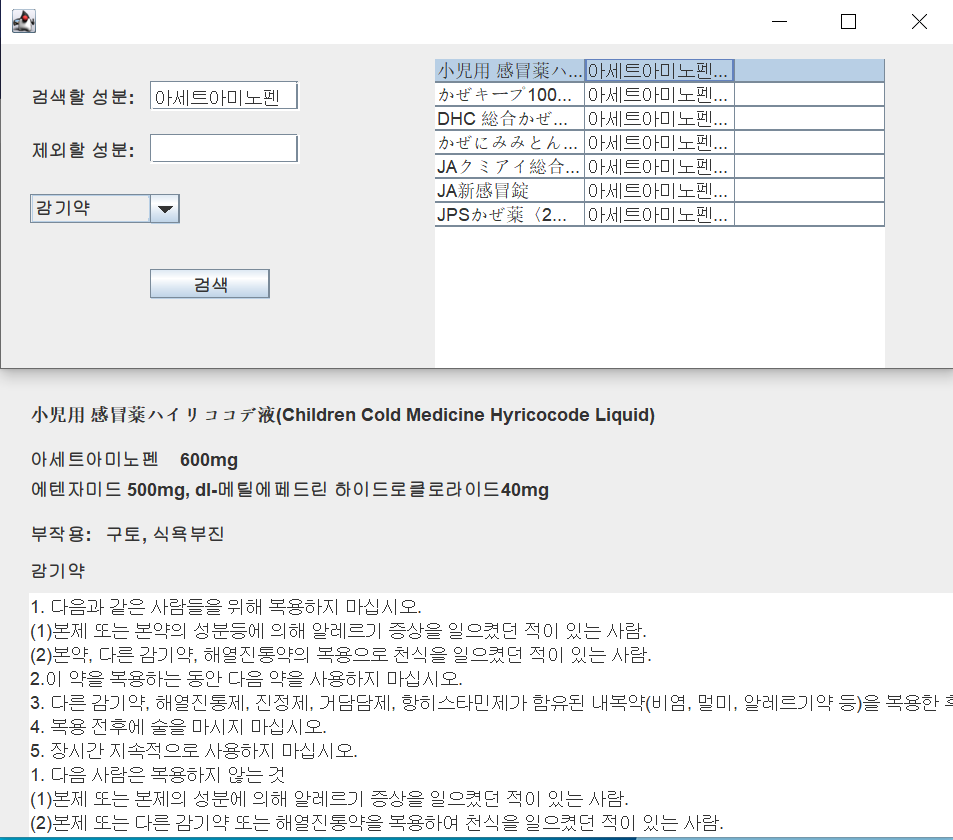 검색할 성분: 아세트아미노펜
제외할 성분:
감기약
검색
小児用 感冒薬ハ... 아세트아미노펜...
かぜキープ100... 아세트아미노펜...
DHC 総合かぜ... 아세트아미노펜...
かぜにみみとん... 아세트아미노펜...
JAクミアイ総合... 아세트아미노펜...
JA新感冒錠 아세트아미노펜...
JPSかぜ薬〈2... 아세트아미노펜...
小児用 感冒薬ハイリココデ液(Children Cold Medicine Hyricocode Liquid)
아세트아미노펜 600mg
에텐자미드 500mg, dl-메틸에페드린 하이드로클로라이드40mg
부작용: 구토, 식욕부진
감기약
1. 다음과 같은 사람들을 위해 복용하지 마십시오.
(1)본제 또는 본약의 성분등에 의해 알레르기 증상을 일으켰던 적이 있는 사람.
(2)본약, 다른 감기약, 해열진통약의 복용으로 천식을 일으켰던 적이 있는 사람.
2.이 약을 복용하는 동안 다음 약을 사용하지 마십시오.
3. 다른 감기약, 해열진통제, 진정제, 거담담제, 항히스타민제가 함유된 내복약(비염, 멀미, 알레르기약 등)을 복용한 후
4. 복용 전후에 술을 마시지 마십시오.
5. 장시간 지속적으로 사용하지 마십시오.
1. 다음 사람은 복용하지 않는 것
(1)본제 또는 본제의 성분에 의해 알레르기 증상을 일으켰던 적이 있는 사람.
(2)본제 또는 다른 감기약 또는 해열진통약을 복용하여 천식을 일으켰던 적이 있는 사람.